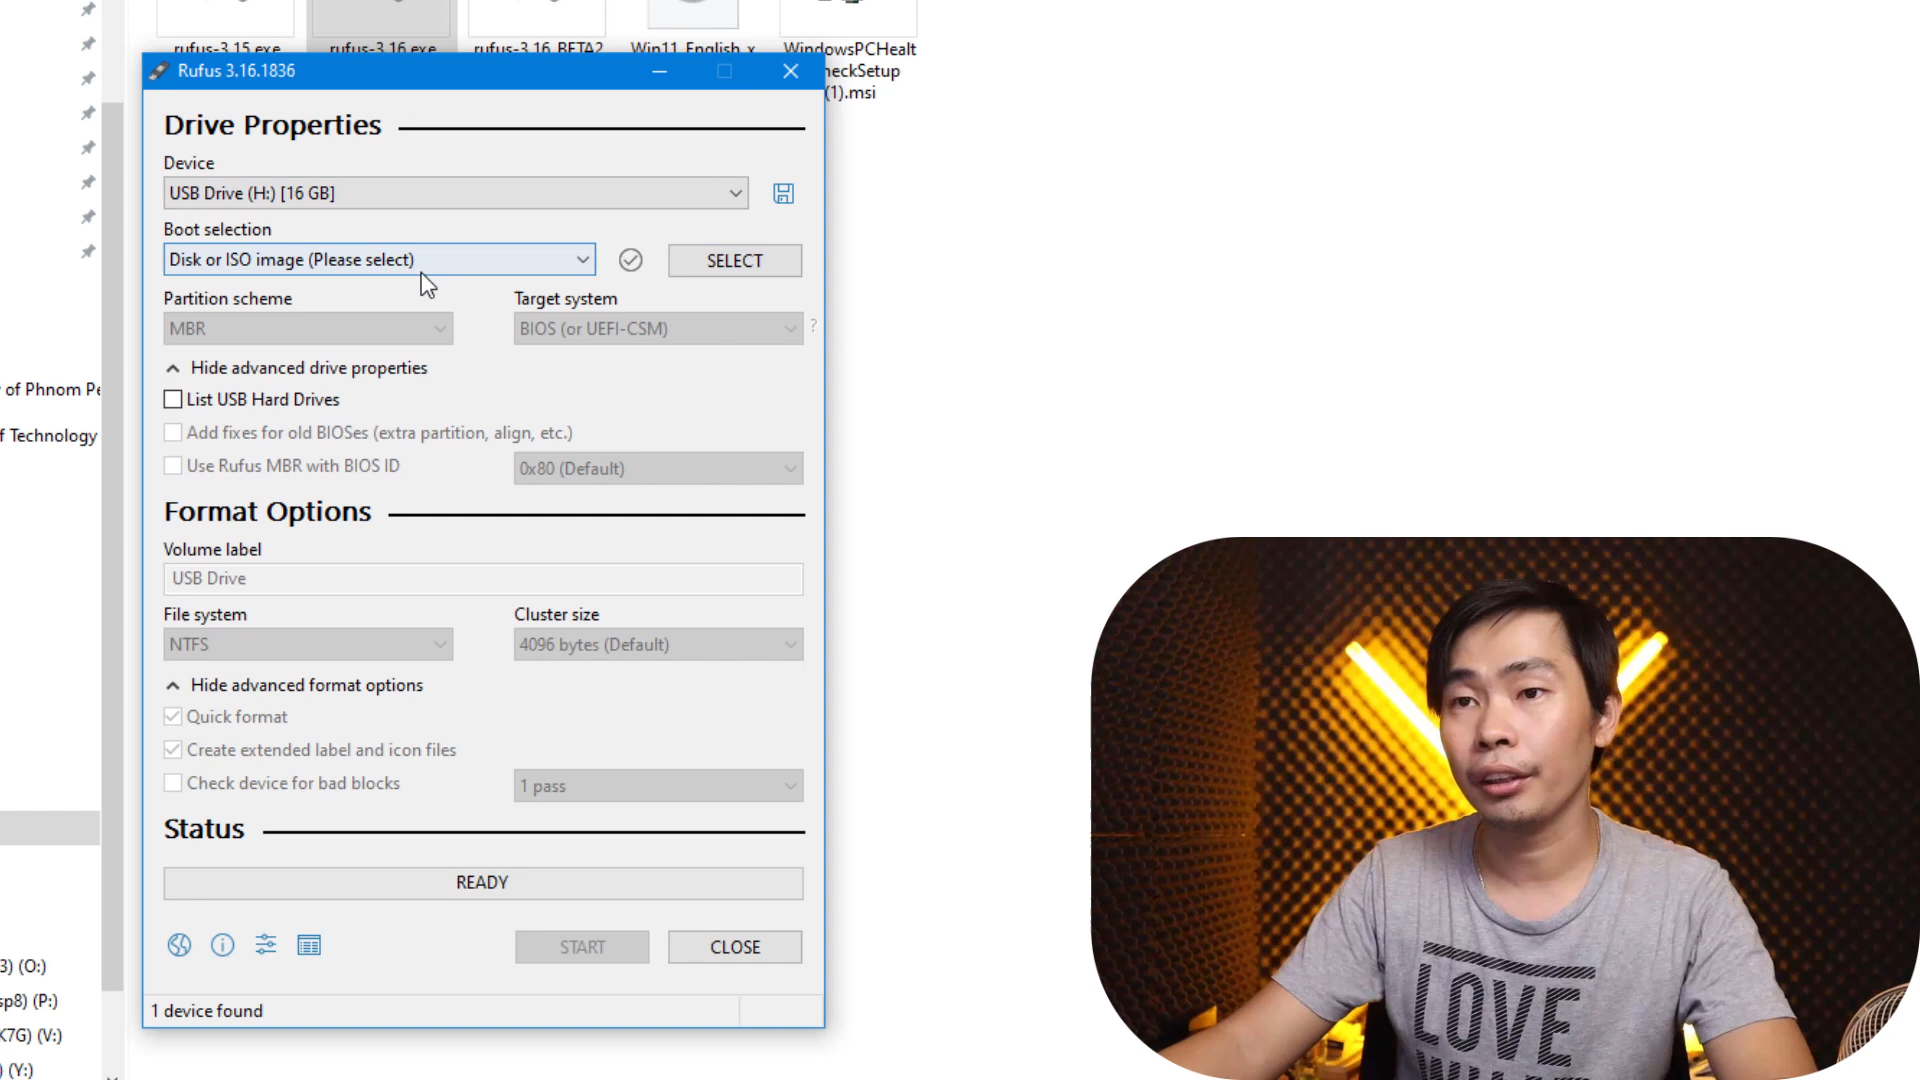 rufus-3.15.exe
rufus-3.16.exe
rufus-3.16_BETA2
Win11_English_x
WindowsPCHealt
heckSetup
(1).msi
Rufus 3.16.1836
Drive Properties
Device
USB Drive (H:) [16 GB]
Boot selection
Disk or ISO image (Please select)
SELECT
Partition scheme
Target system
MBR
BIOS (or UEFI-CSM)
?
Hide advanced drive properties
List USB Hard Drives
Add fixes for old BIOSes (extra partition, align, etc.)
Use Rufus MBR with BIOS ID
0x80 (Default)
Format Options
Volume label
USB Drive
File system
Cluster size
NTFS
4096 bytes (Default)
Hide advanced format options
Quick format
Create extended label and icon files
Check device for bad blocks
1 pass
Status
READY
START
CLOSE
1 device found
of Phnom Pe
f Technology
3) (O:)
sp8) (P:)
K7G) (V:)
) (Y:)
LOVE